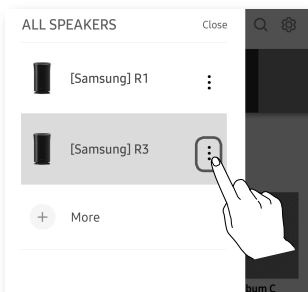 ALL SPEAKERS Close
[Samsung] R1
[Samsung] R3
More
bum C